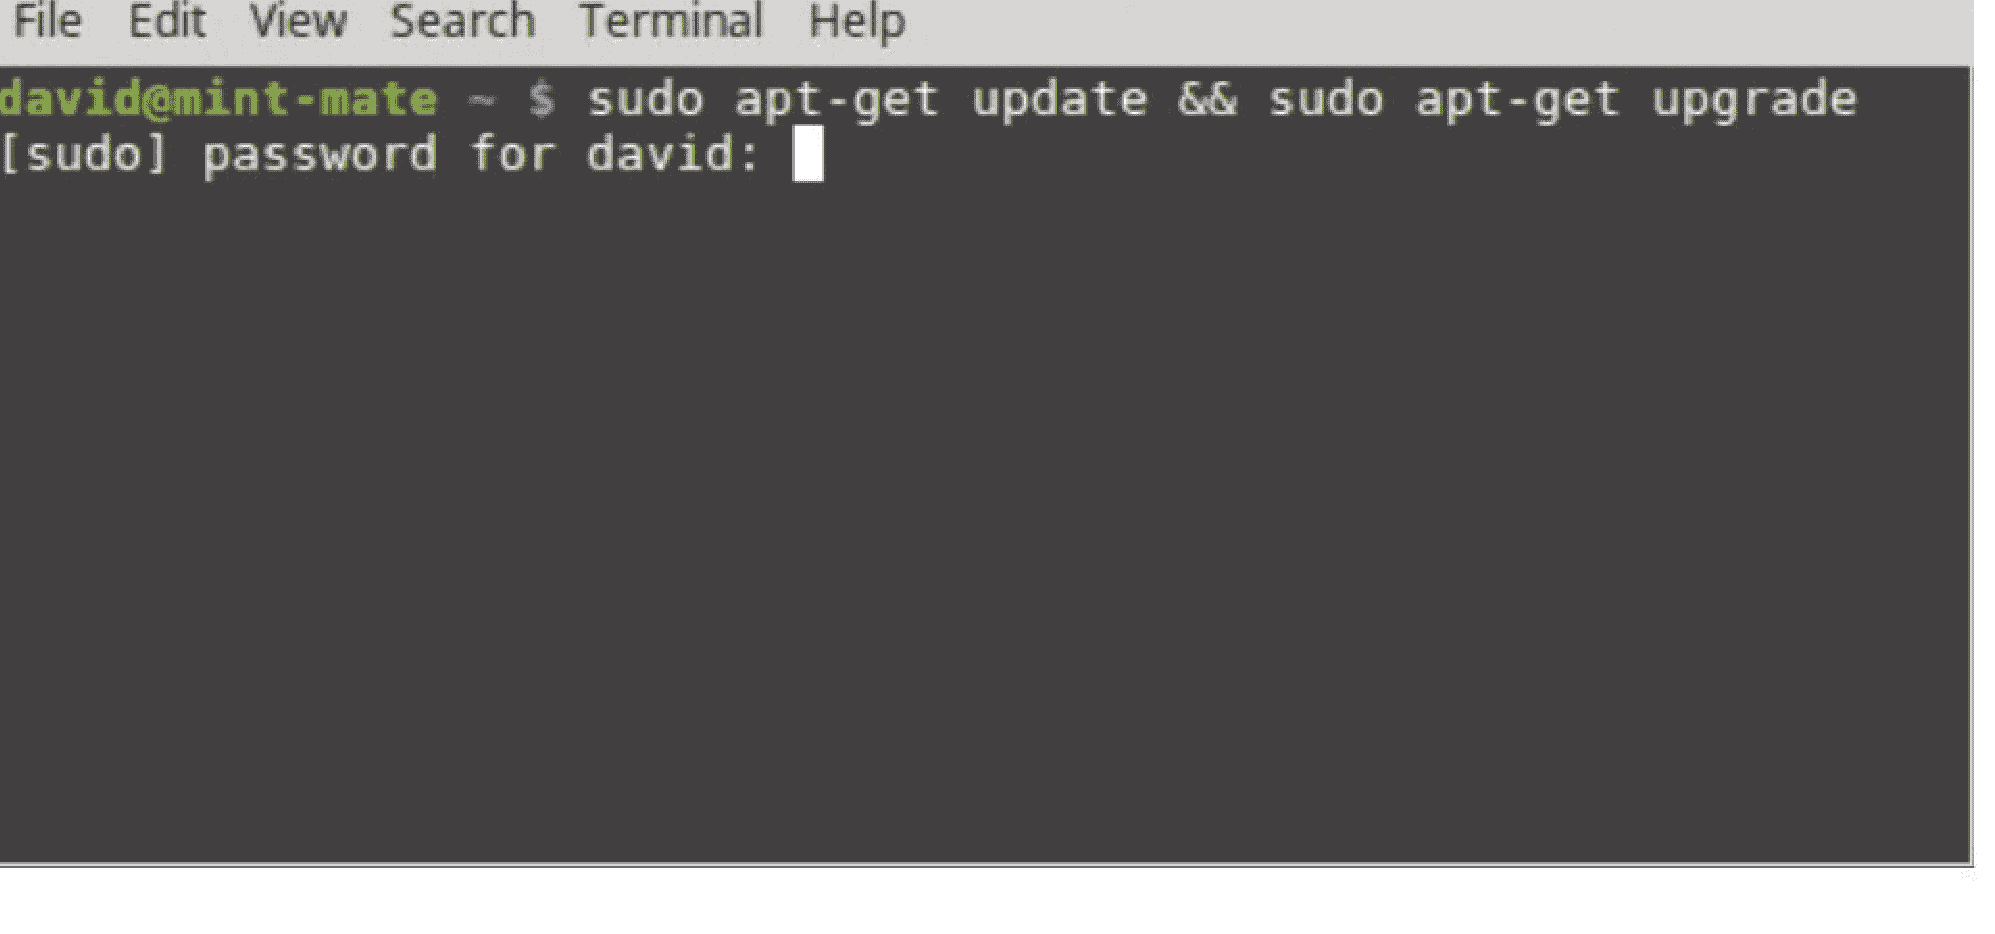 File Edit View Search Terminal Help
david@mint-mate ~ $ sudo apt-get update && sudo apt-get upgrade
[sudo] password for david: